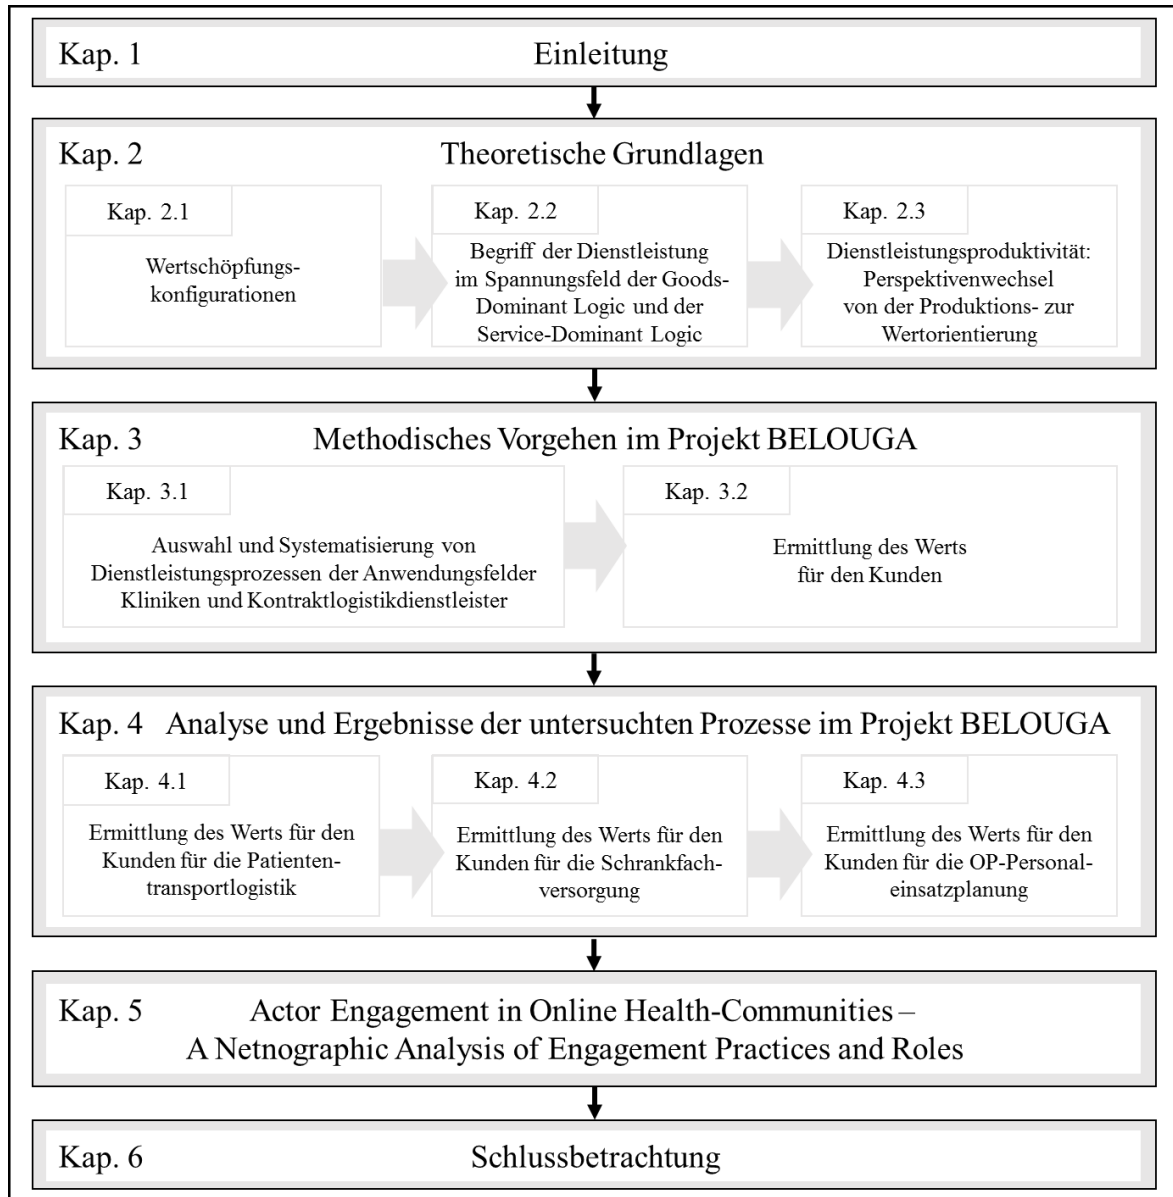 Kap. 1 Einleitung
Kap. 2 Theoretische Grundlagen
Kap. 2.1
Wertschöpfungs-
konfigurationen
Kap. 2.2
Begriff der Dienstleistung
im Spannungsfeld der Goods-
Dominant Logic und der
Service-Dominant Logic
Kap. 2.3
Dienstleistungsproduktivität:
Perspektivenwechsel
von der Produktions- zur
Wertorientierung
Kap. 3 Methodisches Vorgehen im Projekt BELOUGA
Kap. 3.1
Auswahl und Systematisierung von
Dienstleistungsprozessen der Anwendungsfelder
Kliniken und Kontraktlogistikdienstleister
Kap. 3.2
Ermittlung des Werts
für den Kunden
Kap. 4 Analyse und Ergebnisse der untersuchten Prozesse im Projekt BELOUGA
Kap. 4.1
Ermittlung des Werts für den
Kunden für die Patienten-
transportlogistik
Kap. 4.2
Ermittlung des Werts für den
Kunden für die Schrankfach-
versorgung
Kap. 4.3
Ermittlung des Werts für den
Kunden für die OP-Personal-
einsatzplanung
Kap. 5 Actor Engagement in Online Health-Communities –
A Netnographic Analysis of Engagement Practices and Roles
Kap. 6 Schlussbetrachtung